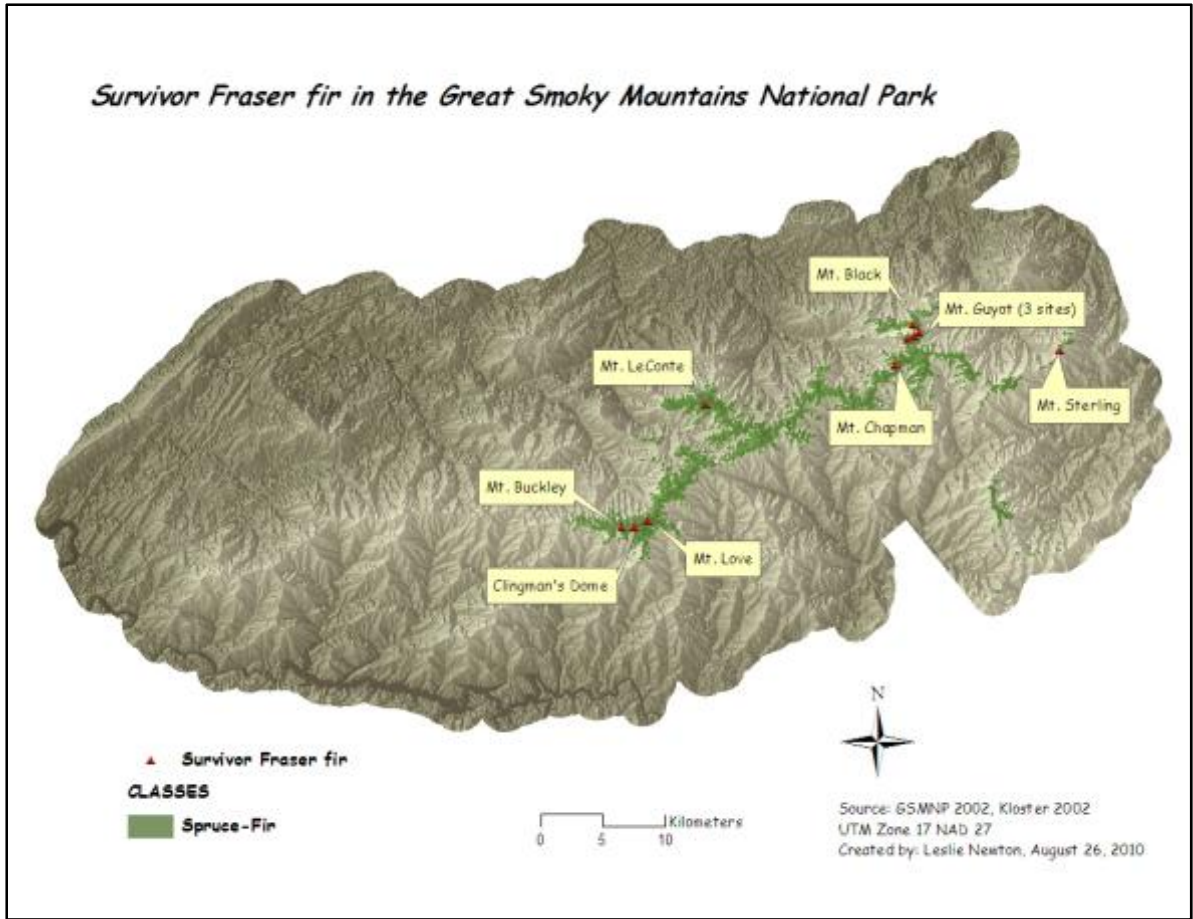 Survivor Fraser fir in the Great Smoky Mountains National Park
Mt. Black
Mt. Guyot (3 sites)
Mt. LeConte
Mt. Sterling
Mt. Chapman
Mt. Buckley
Mt. Love
Clingman's Dome
N
Survivor Fraser fir
CLASSES
Spruce-Fir
Kilometers
0 5 10
Source: GSMNP 2002, Kloster 2002
UTM Zone 17 NAD 27
Created by: Leslie Newton, August 26, 2010